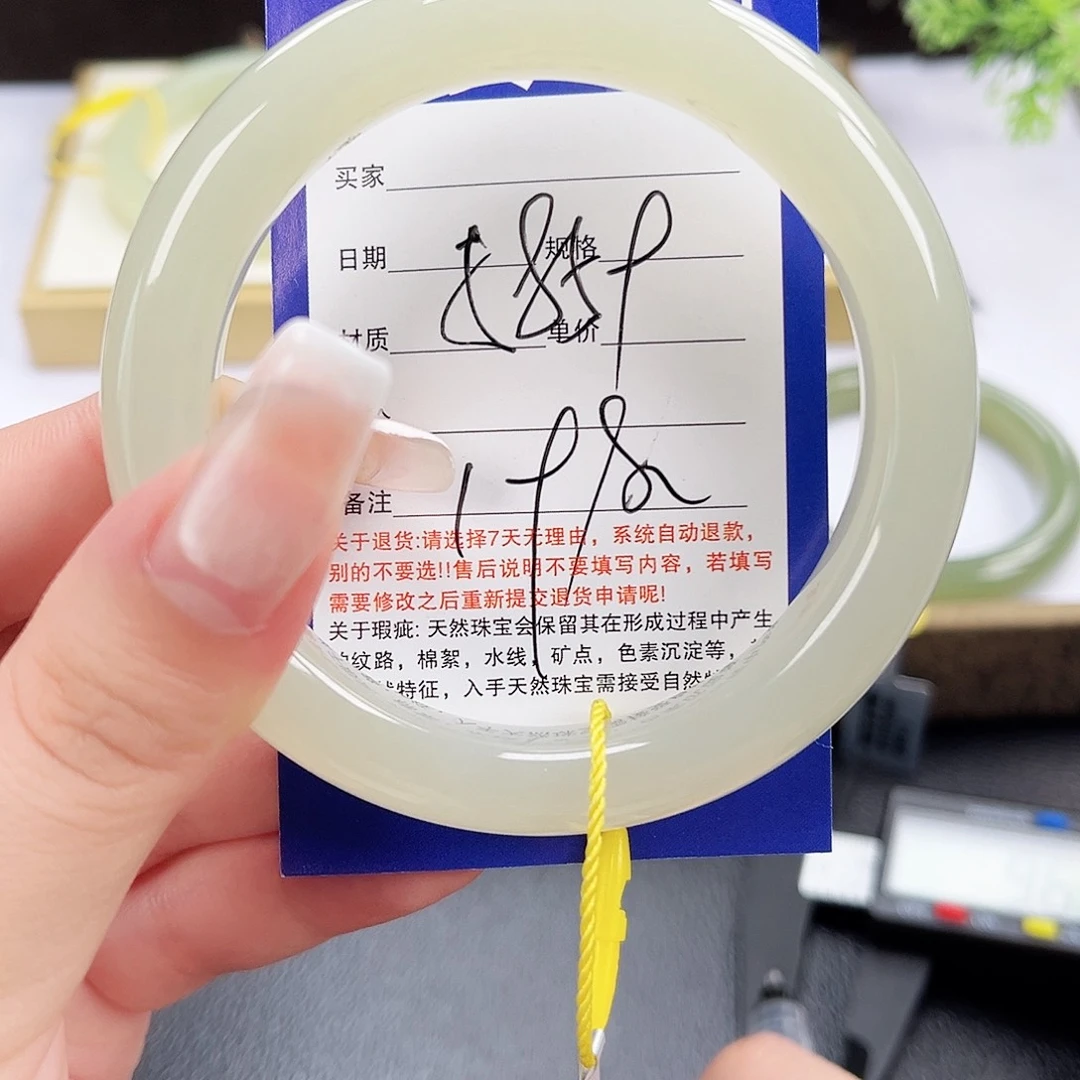 买家
日期 规格
材质 单价
备注
关于退货:请选择7天无理由，系统自动退款，
别的不要选!!售后说明不要填写内容，若填写
需要修改之后重新提交退货申请呢!
关于瑕疵: 天然珠宝会保留其在形成过程中产生
纹路，棉絮，水线，矿点，色素沉淀等，
特征，入手天然珠宝需接受自然